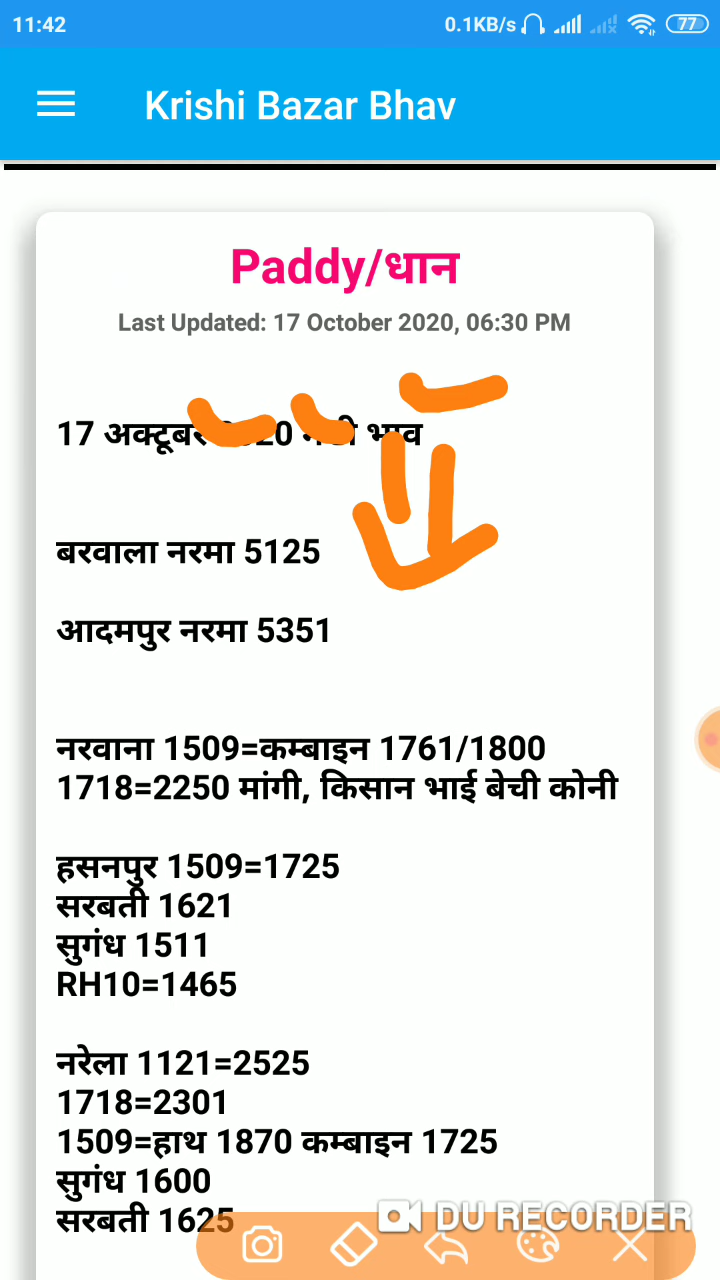 11:42
0.1KB/s
77
Krishi Bazar Bhav
Paddy/धान
Last Updated: 17 October 2020, 06:30 PM
17 अक्टूबर भाव
बरवाला नरमा 5125
आदमपुर नरमा 5351
नरवाना 1509=कम्बाइन 1761/1800
1718=2250 मांगी, किसान भाई बेची कोनी
हसनपुर 1509=1725
सरबती 1621
सुगंध 1511
RH10=1465
नरेला 1121=2525
1718=2301
1509=हाथ 1870 कम्बाइन 1725
सुगंध 1600
सरबती 1625
DU RECORDER